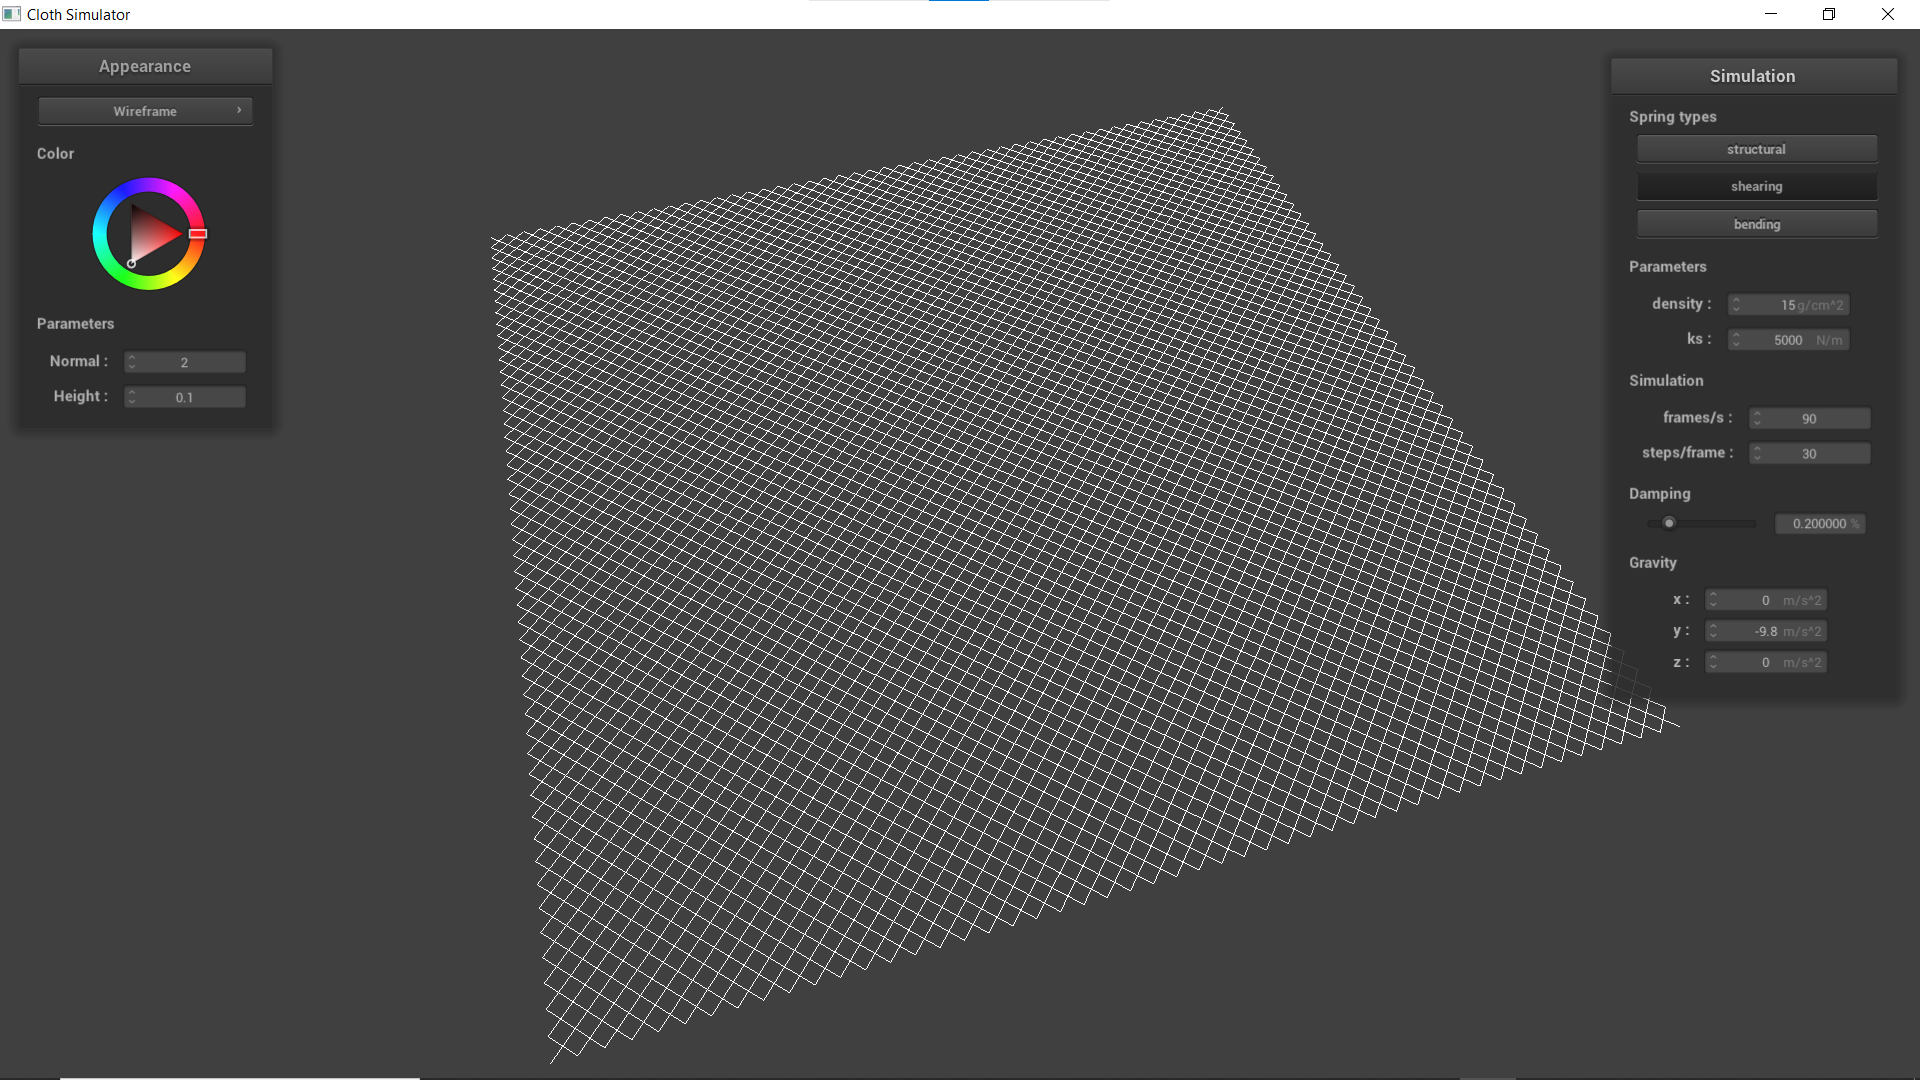 Cloth Simulator
Appearance
Wireframe
Color
Parameters
Normal : 2
Height : 0.1
Simulation
Spring types
structural
shearing
bending
Parameters
density : 15 g/cm^2
ks : 5000 N/m
Simulation
frames/s : 90
steps/frame : 30
Damping
0.200000 %
Gravity
x : 0 m/s^2
y : -9.8 m/s^2
z : 0 m/s^2